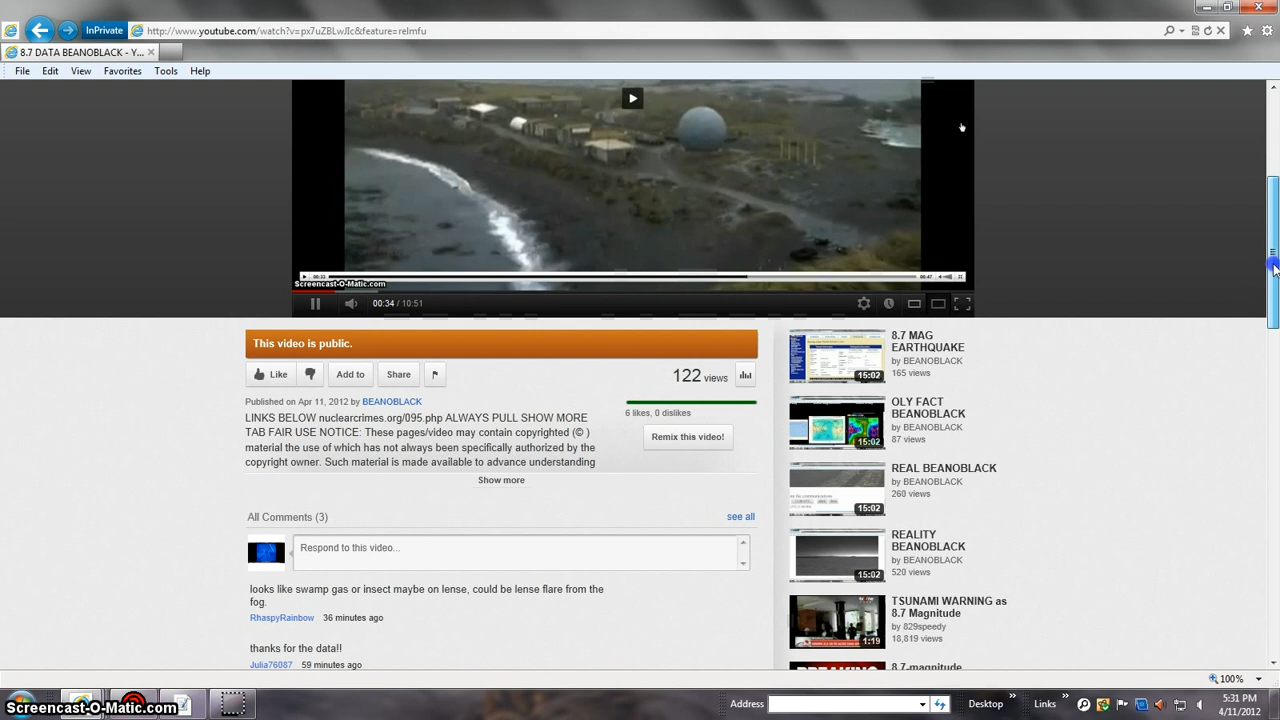 InPrivate
http://www.youtube.com/watch?v=px7uZBLwJIc&feature=relmfu
8.7 DATA BEANOBLACK - Y...
File Edit View Favorites Tools Help
00:33 00:47
Screencast-O-Matic.com
00:34 / 10:51
This video is public.
Like Add to Share
122 views
Published on Apr 11, 2012 by BEANOBLACK
6 likes, 0 dislikes
LINKS BELOW nuclearcrimes.org/095.php ALWAYS PULL SHOW MORE
TAB FAIR USE NOTICE: These pages/video may contain copyrighted (© )
material the use of which has not always been specifically authorized by the
copyright owner. Such material is made available to advance understanding
Remix this video!
Show more
All Comments (3) see all
Respond to this video...
looks like swamp gas or insect maybe on lense, could be lense flare from the
fog.
RhaspyRainbow 36 minutes ago
thanks for the data!!
Julia76087 59 minutes ago
8.7 MAG
EARTHQUAKE
by BEANOBLACK
165 views
15:02
OLY FACT
BEANOBLACK
by BEANOBLACK
87 views
15:02
REAL BEANOBLACK
by BEANOBLACK
260 views
15:02
REALITY
BEANOBLACK
by BEANOBLACK
520 views
15:02
TSUNAMI WARNING as
8.7 Magnitude
by 829speedy
18,819 views
1:19
8.7-magnitude
100%
Screencast-O-Matic.com
Address Desktop Links
5:31 PM
4/11/2012